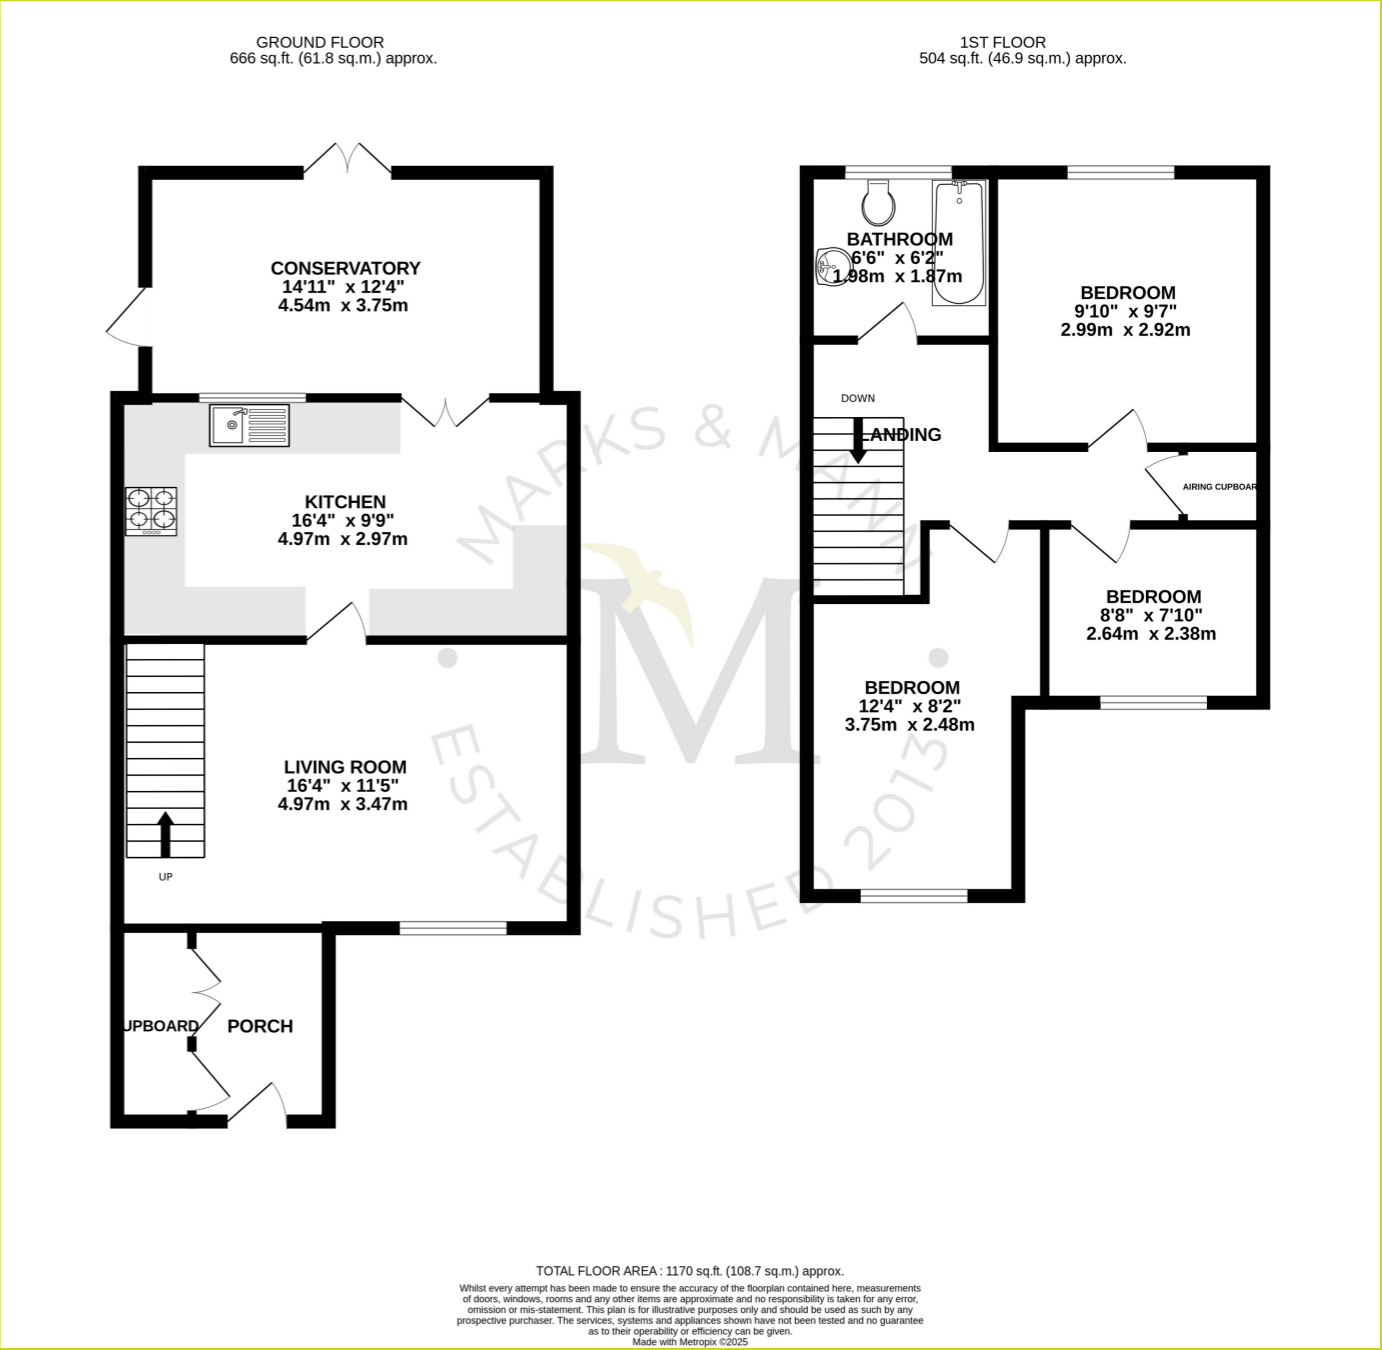 GROUND FLOOR
666 sq.ft. (61.8 sq.m.) approx.
1ST FLOOR
504 sq.ft. (46.9 sq.m.) approx.
CONSERVATORY
14'11" x 12'4"
4.54m x 3.75m
KITCHEN
16'4" x 9'9"
4.97m x 2.97m
LIVING ROOM
16'4" x 11'5"
4.97m x 3.47m
UP
UPBOARD
PORCH
BATHROOM
6'6" x 6'2"
1.98m x 1.87m
BEDROOM
9'10" x 9'7"
2.99m x 2.92m
DOWN
LANDING
AIRING CUPBOAR
BEDROOM
8'8" x 7'10"
2.64m x 2.38m
BEDROOM
12'4" x 8'2"
3.75m x 2.48m
MARKS & MANN
M
ESTABLISHED 2013
TOTAL FLOOR AREA : 1170 sq.ft. (108.7 sq.m.) approx.
Whilst every attempt has been made to ensure the accuracy of the floorplan contained here, measurements
of doors, windows, rooms and any other items are approximate and no responsibility is taken for any error,
omission or mis-statement. This plan is for illustrative purposes only and should be used as such by any
prospective purchaser. The services, systems and appliances shown have not been tested and no guarantee
as to their operability or efficiency can be given.
Made with Metropix ©2025